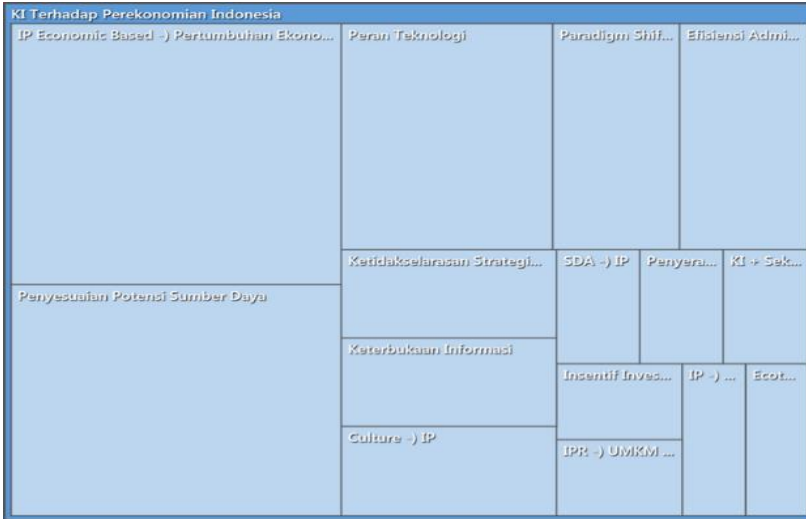 KI Terhadap Perekonomian Indonesia
IP Economic Based -) Pertumbuhan Ekono...
Peran Teknologi
Paradigm Shif...
Efisiensi Admi...
Ketidakselarasan Strategi...
SDA -) IP
Penyera...
KI + Sek...
Penyesuaian Potensi Sumber Daya
Keterbukaan Informasi
Insentif Inves...
IP -) ...
Ecot...
Culture -) IP
IPR -) UMKM ...